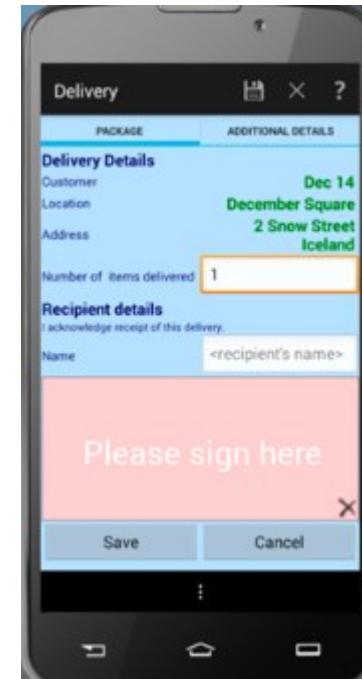 Delivery ?
PACKAGE ADDITIONAL DETAILS
Delivery Details
Customer Dec 14
Location December Square
Address 2 Snow Street
Iceland
Number of items delivered 1
Recipient details
I acknowledge receipt of this delivery.
Name <recipient's name>
Please sign here
Save Cancel